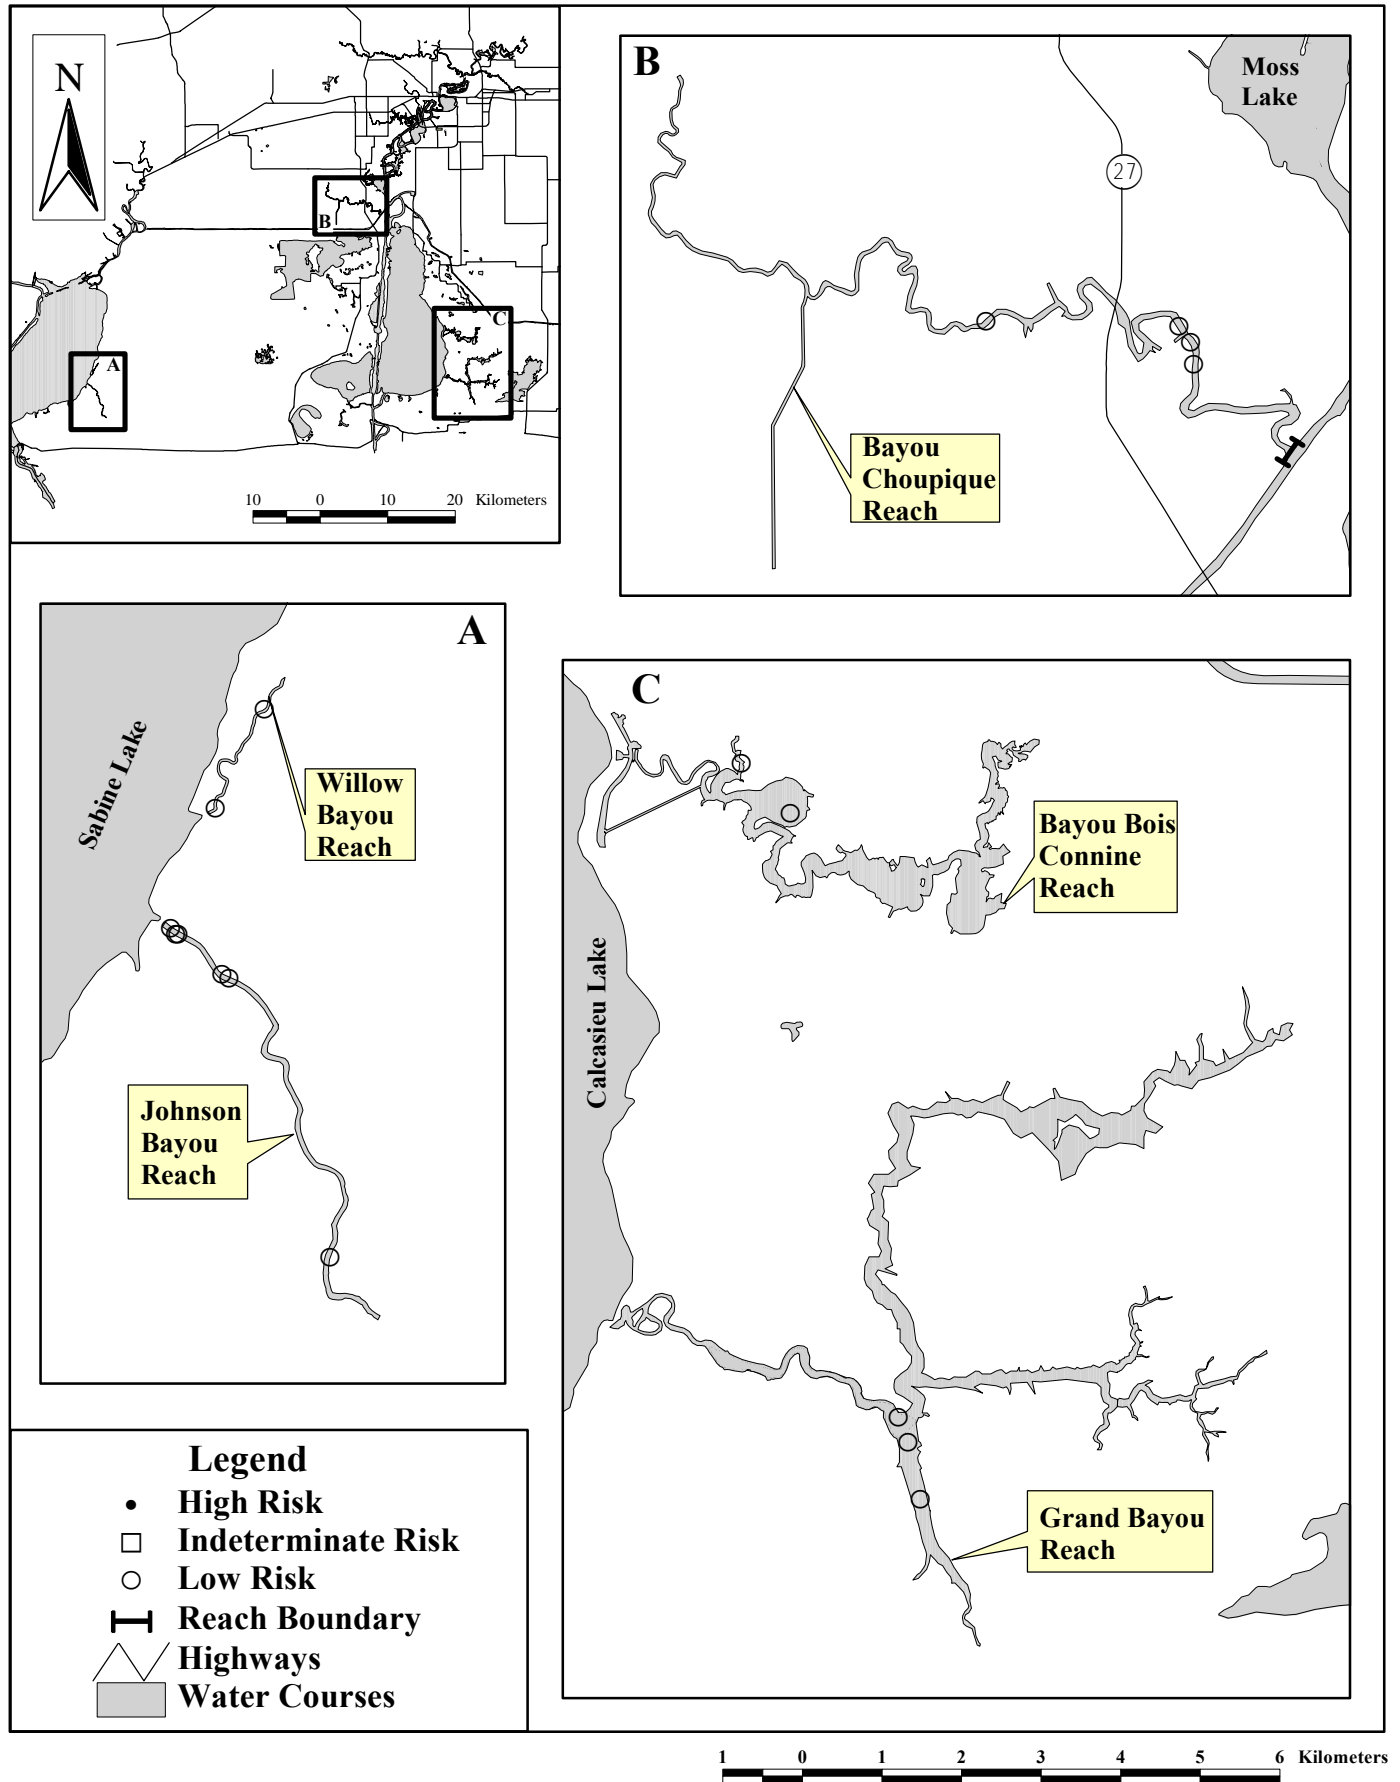 N
B
C
A
10 0 10 20 Kilometers
B
Moss
Lake
27
Bayou
Choupique
Reach
A
Sabine Lake
Willow
Bayou
Reach
Johnson
Bayou
Reach
C
Calcasieu Lake
Bayou Bois
Connine
Reach
Grand Bayou
Reach
Legend
High Risk
Indeterminate Risk
Low Risk
Reach Boundary
Highways
Water Courses
1 0 1 2 3 4 5 6 Kilometers